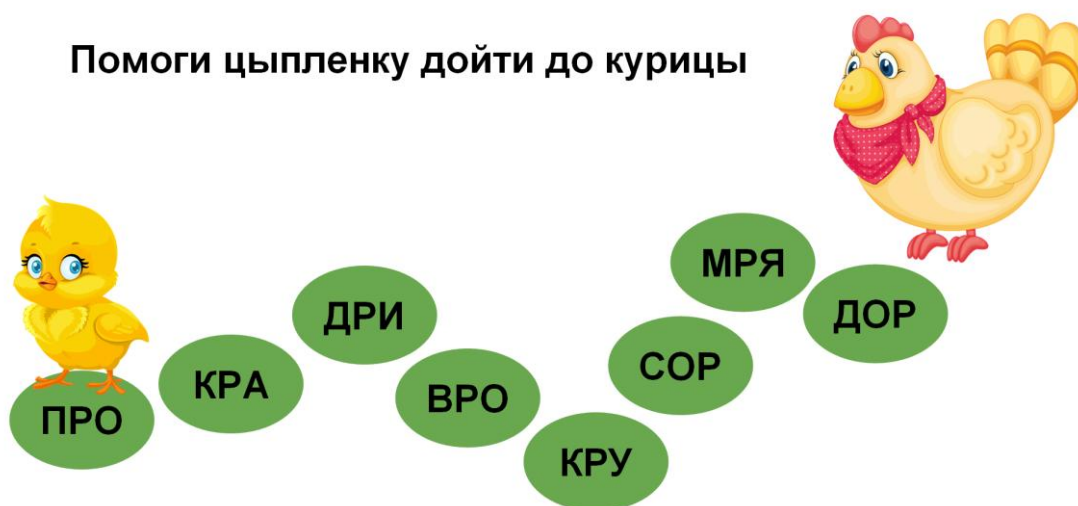 Помоги цыпленку дойти до курицы
ПРО
КРА
ДРИ
ВРО
КРУ
СОР
МРЯ
ДОР